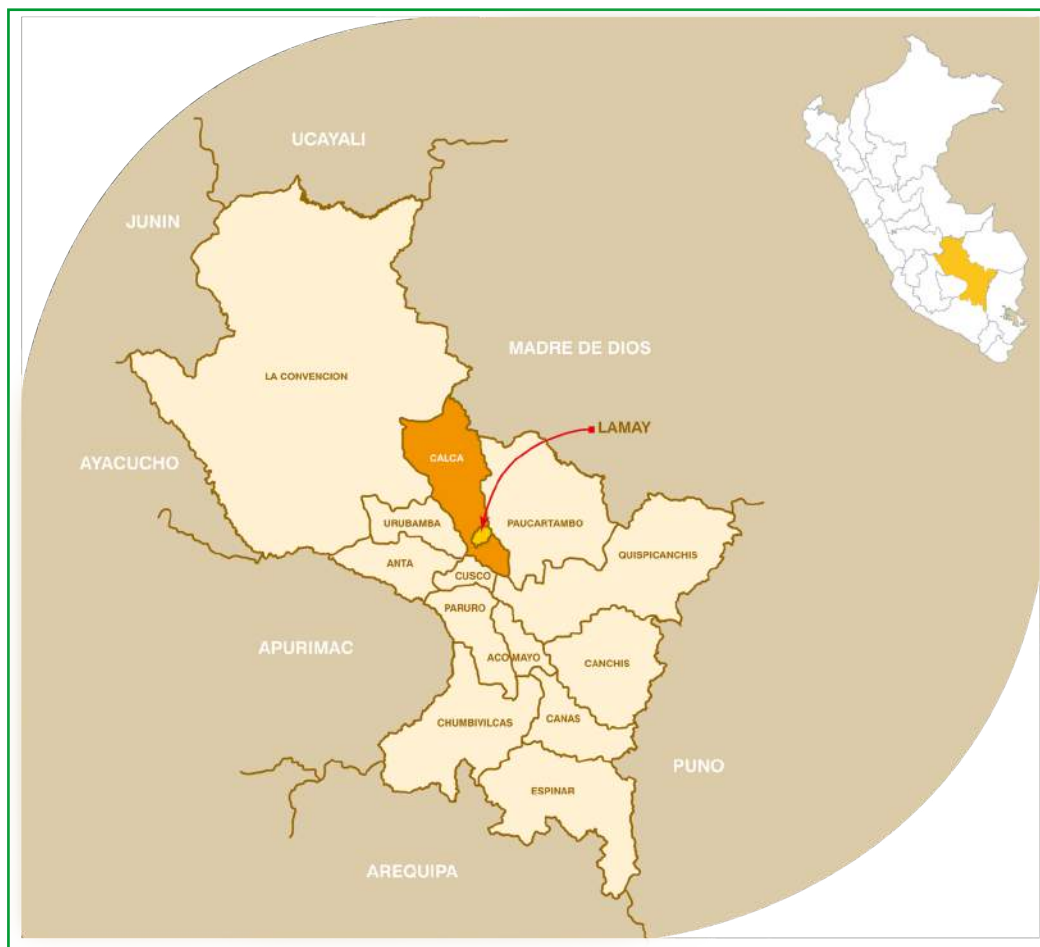 UCAYALI
JUNIN
MADRE DE DIOS
LA CONVENCION
LAMAY
CALCA
AYACUCHO
URUBAMBA
PAUCARTAMBO
QUISPICANCHIS
ANTA
CUSCO
PARURO
APURIMAC
ACOMAYO
CANCHIS
CHUMBIVILCAS
CANAS
PUNO
ESPINAR
AREQUIPA